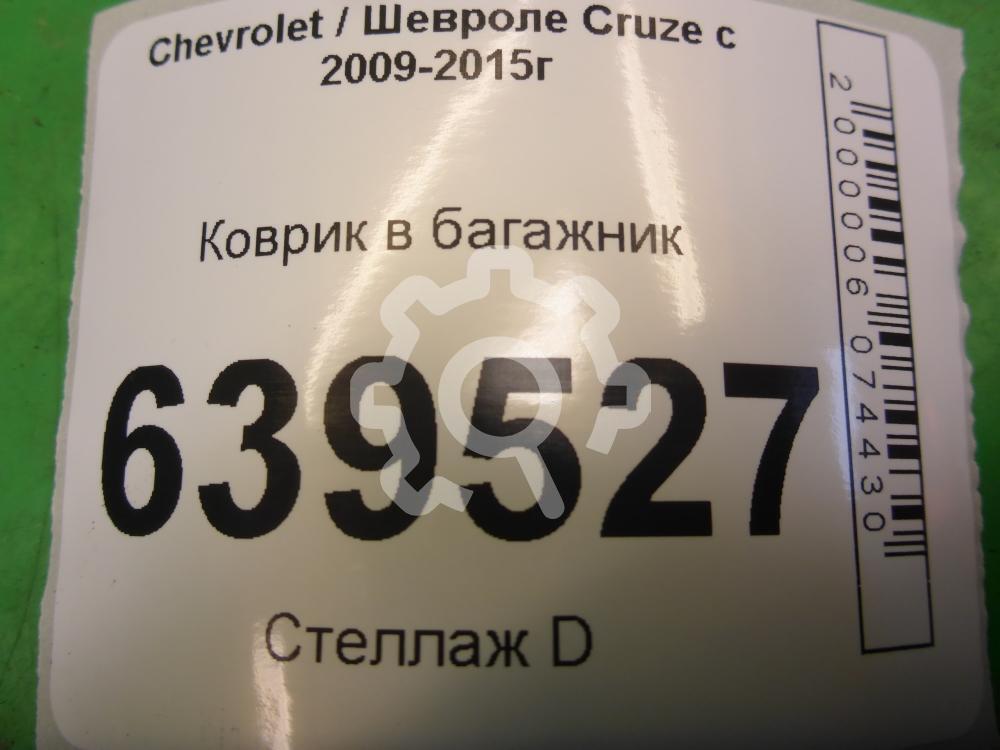 Chevrolet / Шевроле Cruze с
2009-2015г
Коврик в багажник
639527
Стеллаж D
2000006074430